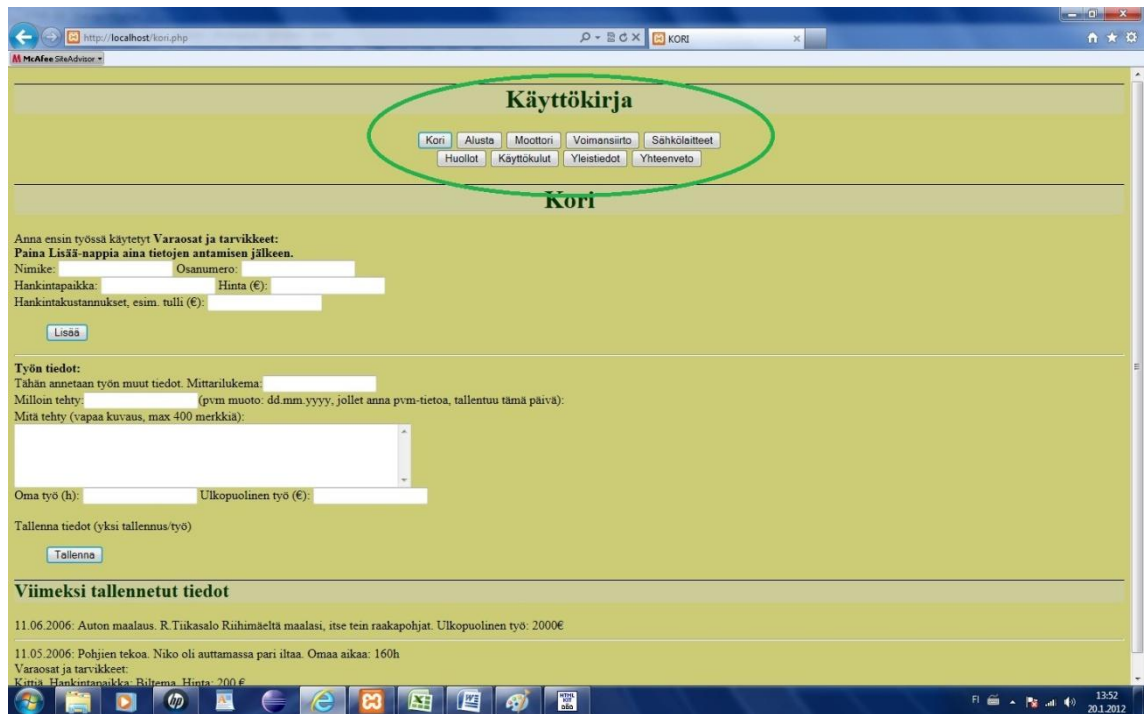 http://localhost/kori.php
KORI
McAfee SiteAdvisor
Käyttökirja
Kori Alusta Moottori Voimansiirto Sähkölaitteet
Huollot Käyttökulut Yleistiedot Yhteenveto
Kori
Anna ensin työssä käytetyt Varaosat ja tarvikkeet:
Paina Lisää-nappia aina tietojen antamisen jälkeen.
Nimike: Osanumero:
Hankintapaikka: Hinta (€):
Hankintakustannukset, esim. tulli (€):
Lisää
Työn tiedot:
Tähän annetaan työn muut tiedot. Mittarilukema:
Milloin tehty: (pvm muoto: dd.mm.yyyy, jollet anna pvm-tietoa, tallentuu tämä päivä):
Mitä tehty (vapaa kuvaus, max 400 merkkiä):
Oma työ (h): Ulkopuolinen työ (€):
Tallenna tiedot (yksi tallennus/työ)
Tallenna
Viimeksi tallennetut tiedot
11.06.2006: Auton maalaus. R.Tiikasalo Riihimäeltä maalasi, itse tein raakapohjat. Ulkopuolinen työ: 2000€
11.05.2006: Pohjien tekoa. Niko oli auttamassa pari iltaa. Omaa aikaa: 160h
Varaosat ja tarvikkeet:
Kittiä, Hankintapaikka: Biltema, Hinta: 200 €
FI 13:52
20.1.2012